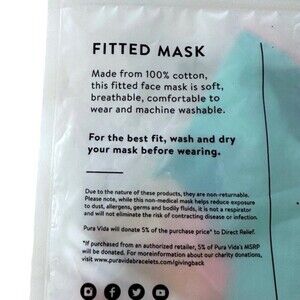 FITTED MASK
Made from 100% cotton,
this fitted face mask is soft,
breathable, comfortable to
wear and machine washable.
For the best fit, wash and dry
your mask before wearing.
Due to the nature of these products, they are non-returnable.
Please note, while this non-medical mask helps reduce exposure
to dust, allergens, germs and bodily fluids, it is not a respirator
and will not eliminate the risk of contracting disease or infection.
Pura Vida will donate 5% of the purchase price* to Direct Relief.
*If purchased from an authorized retailer, 5% of Pura Vida's MSRP
will be donated. For moreinformation about our charity donations,
visit www.puravidabracelets.com/givingback